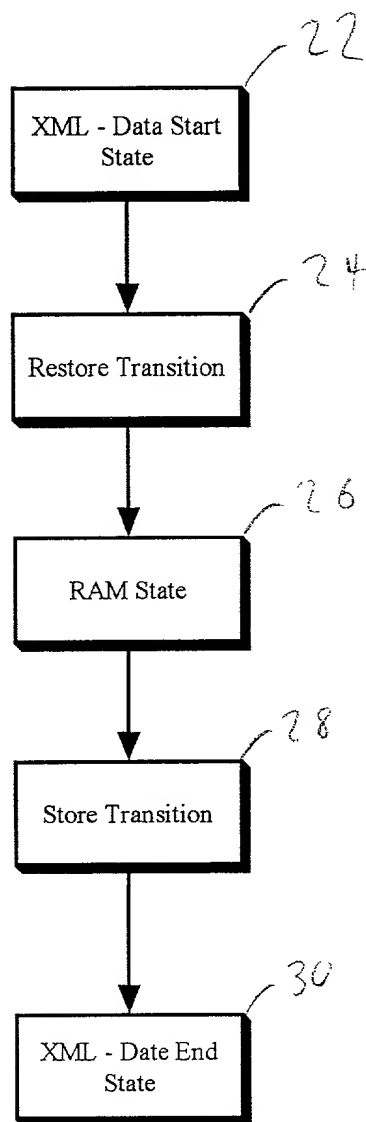 22
XML - Data Start
State
24
Restore Transition
26
RAM State
28
Store Transition
30
XML - Date End
State